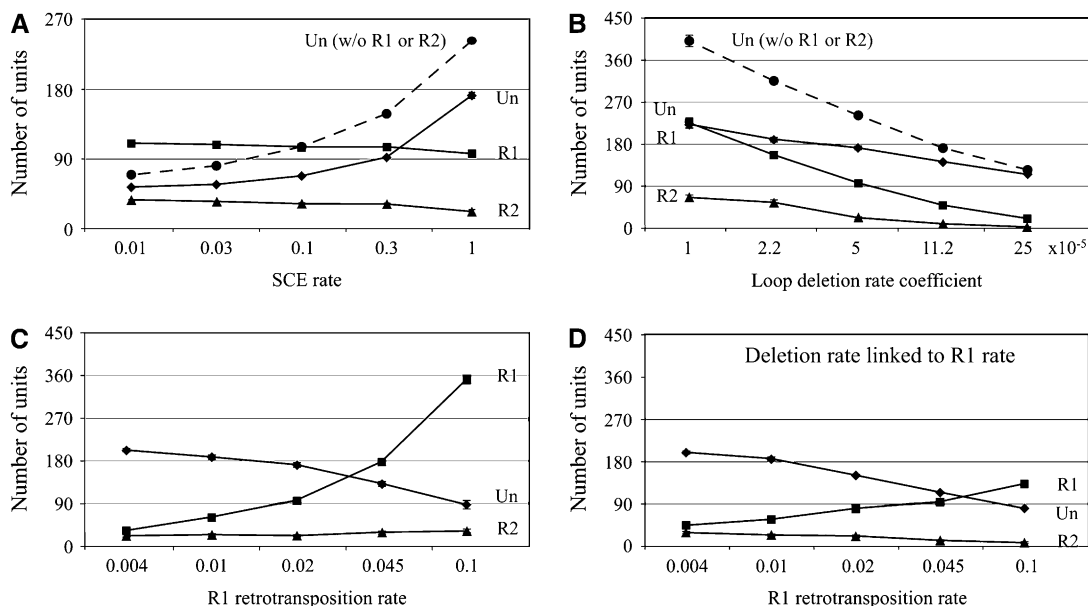 A
Number of units
270
180
90
0
Un (w/o R1 or R2)
Un
R1
R2
0.01 0.03 0.1 0.3 1
SCE rate
B
Number of units
450
360
270
180
90
0
Un (w/o R1 or R2)
Un
R1
R2
1 2.2 5 11.2 25 x10⁻⁵
Loop deletion rate coefficient
C
Number of units
450
360
270
180
90
0
R1
Un
R2
0.004 0.01 0.02 0.045 0.1
R1 retrotransposition rate
D
Number of units
450
360
270
180
90
0
Deletion rate linked to R1 rate
R1
Un
R2
0.004 0.01 0.02 0.045 0.1
R1 retrotransposition rate